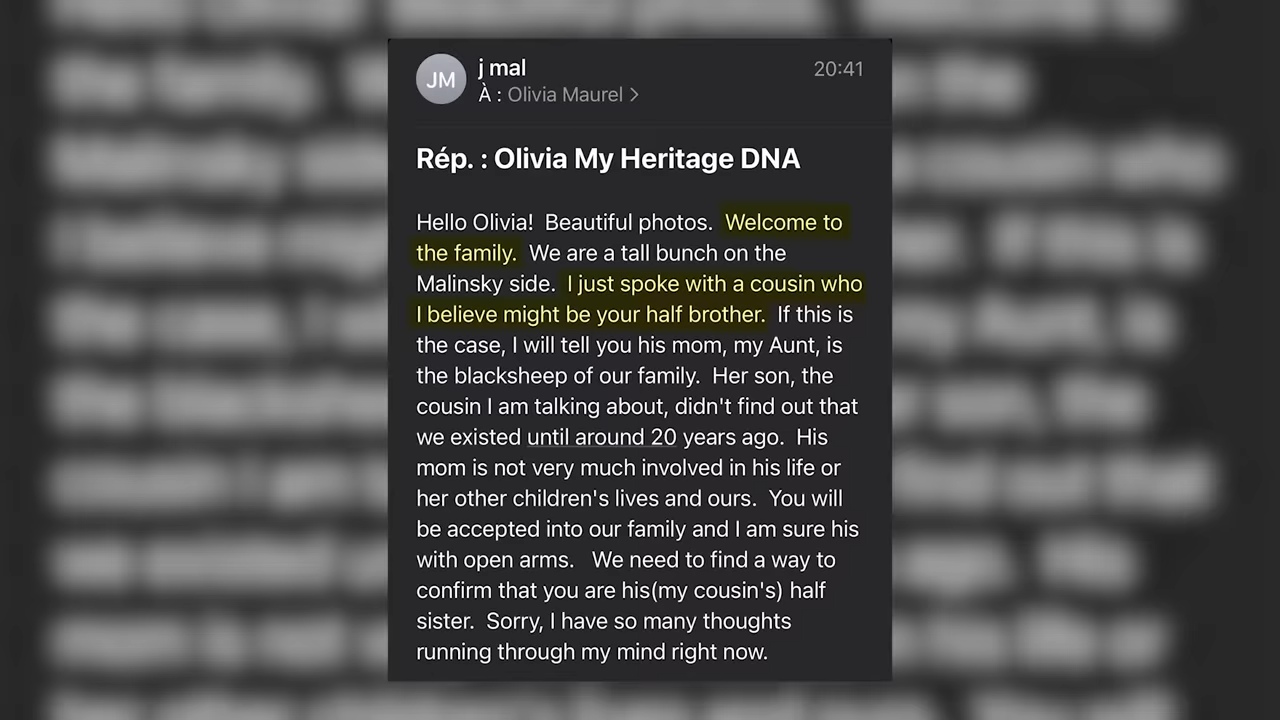 JM
j mal
20:41
À : Olivia Maurel >
Rép. : Olivia My Heritage DNA
Hello Olivia!  Beautiful photos.  Welcome to
the family.  We are a tall bunch on the
Malinsky side.  I just spoke with a cousin who
I believe might be your half brother.  If this is
the case, I will tell you his mom, my Aunt, is
the blacksheep of our family.  Her son, the
cousin I am talking about, didn't find out that
we existed until around 20 years ago.  His
mom is not very much involved in his life or
her other children's lives and ours.  You will
be accepted into our family and I am sure his
with open arms.   We need to find a way to
confirm that you are his(my cousin's) half
sister.  Sorry, I have so many thoughts
running through my mind right now.